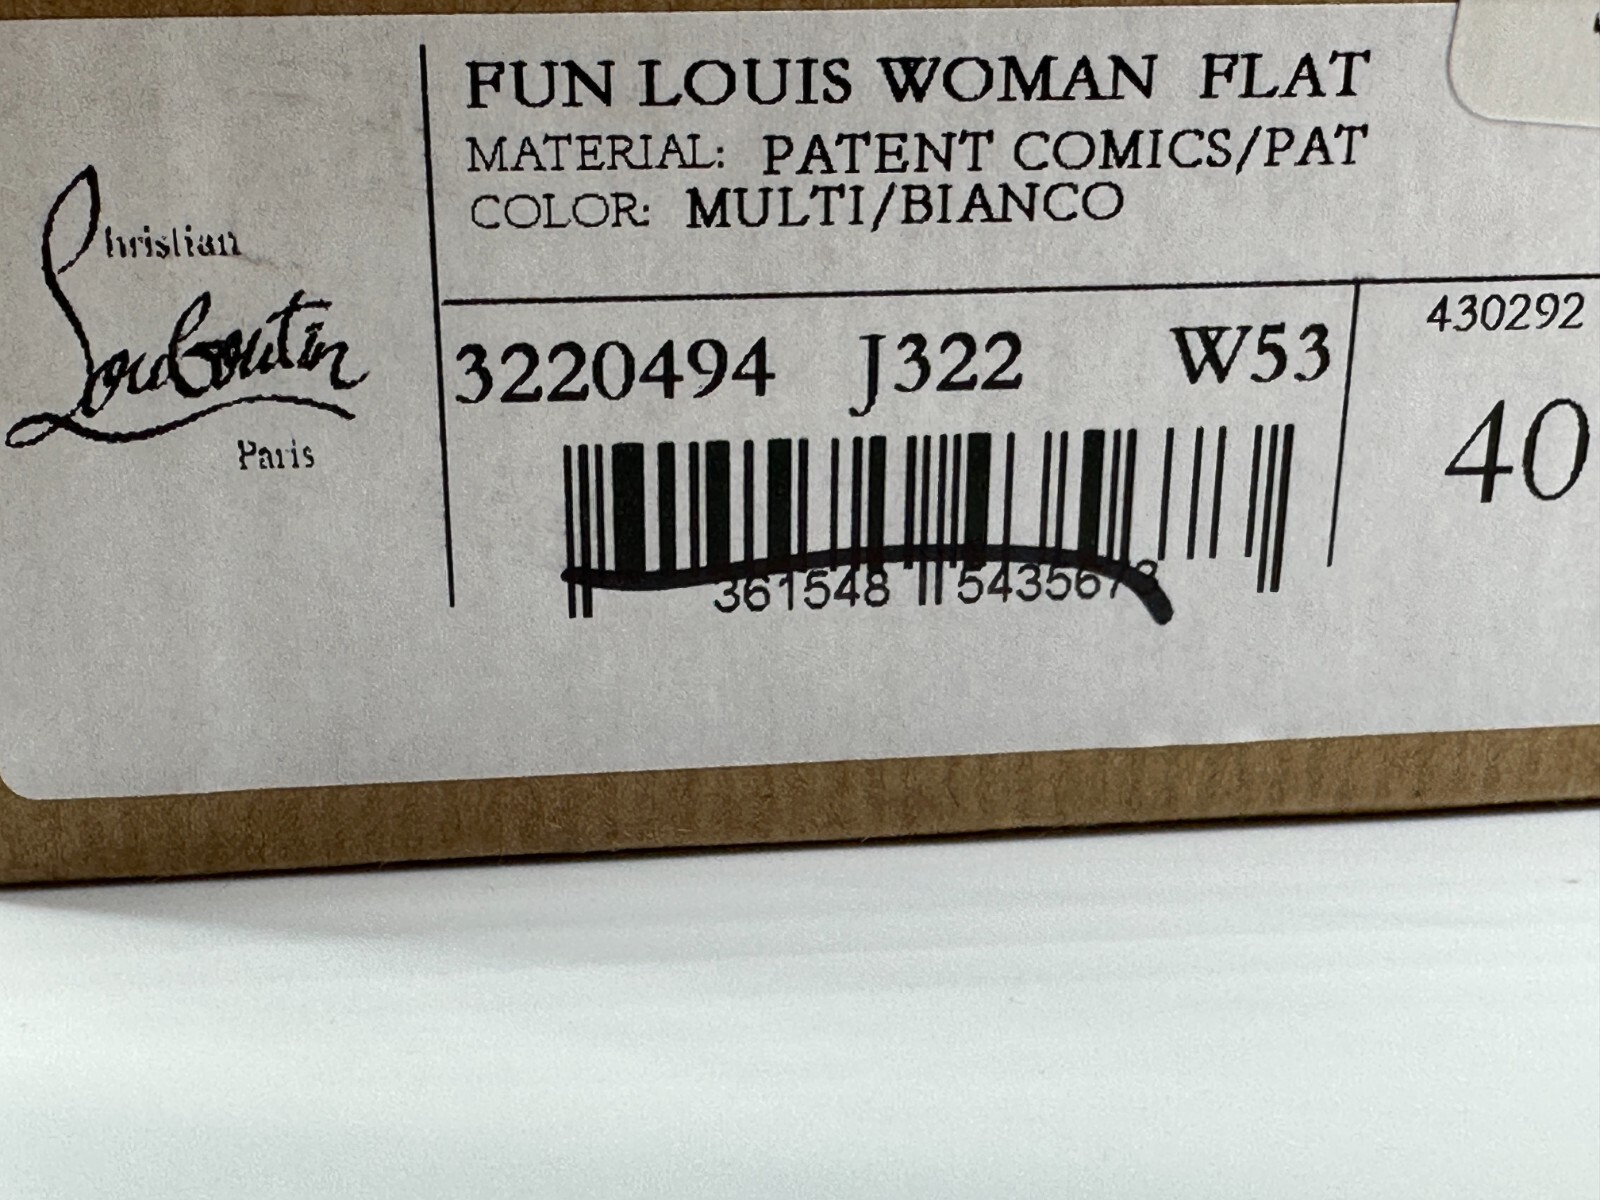 FUN LOUIS WOMAN FLAT
MATERIAL: PATENT COMICS/PAT
COLOR: MULTI/BIANCO
Christian
Louboutin
Paris
3220494 J322 W53
430292
40
361548 543567